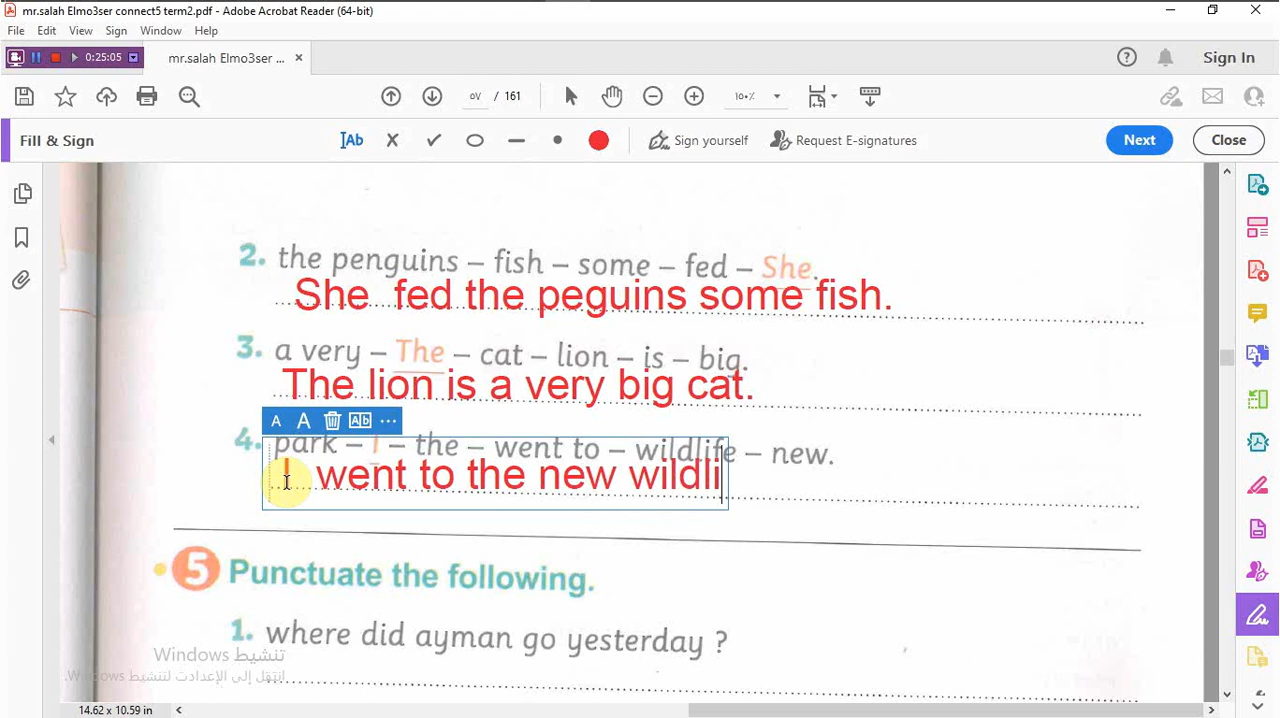 mr.salah Elmo3ser connect5 term2.pdf - Adobe Acrobat Reader (64-bit)
File Edit View Sign Window Help
0:25:05 mr.salah Elmo3ser ... × Sign In
٥٧ / 161 ١٠٠%
Fill & Sign Ab Sign yourself Request E-signatures Next Close
2. the penguins – fish – some – fed – She.
She fed the peguins some fish.
3. a very – The – cat – lion – is – big.
The lion is a very big cat.
A A Ab ...
4. park – I – the – went to – wildlife – new.
I went to the new wildli
5 Punctuate the following.
1. where did ayman go yesterday ?
تنشيط Windows
انتقل إلى الإعدادات لتنشيط Windows.
14.62 x 10.59 in